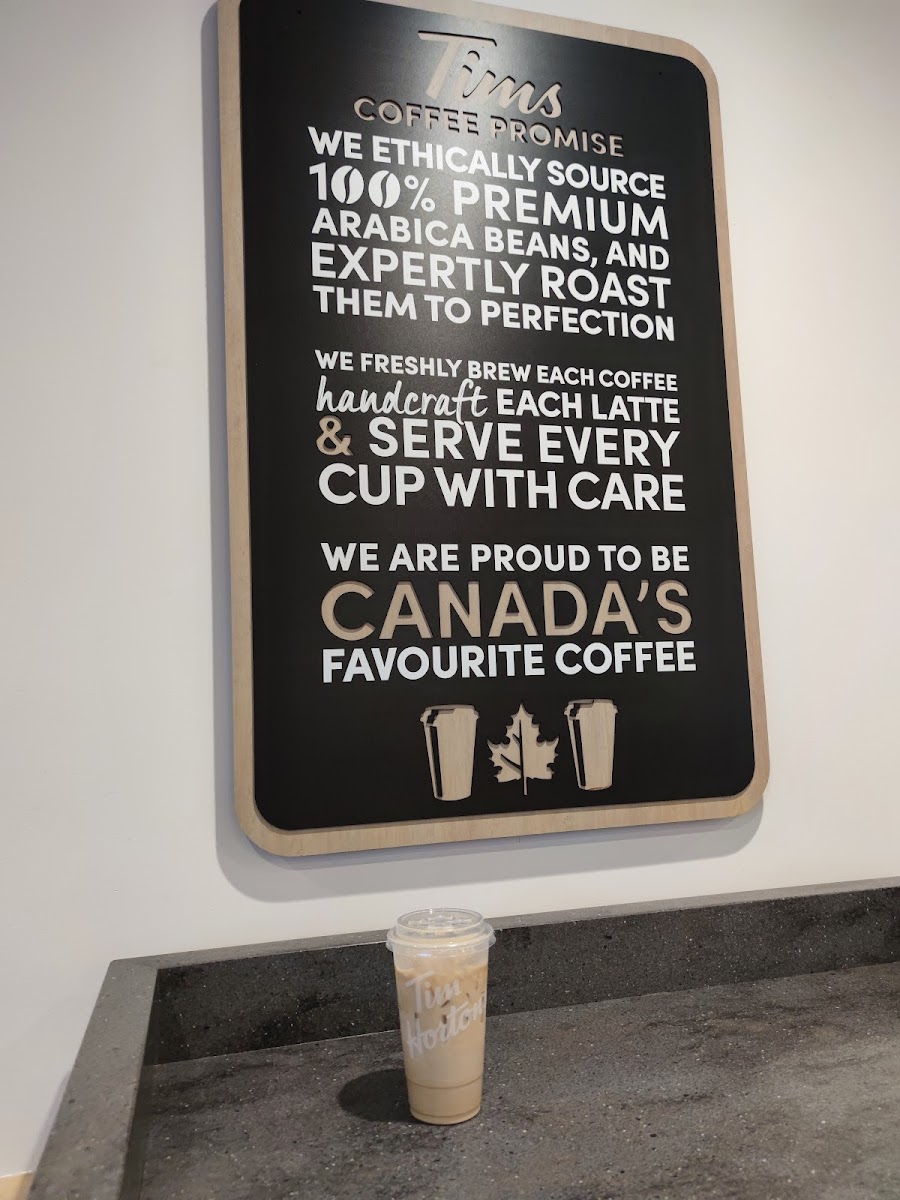 Tims
COFFEE PROMISE
WE ETHICALLY SOURCE
100% PREMIUM
ARABICA BEANS, AND
EXPERTLY ROAST
THEM TO PERFECTION
WE FRESHLY BREW EACH COFFEE
handcraft EACH LATTE
& SERVE EVERY
CUP WITH CARE
WE ARE PROUD TO BE
CANADA'S
FAVOURITE COFFEE
Tim
Hortons